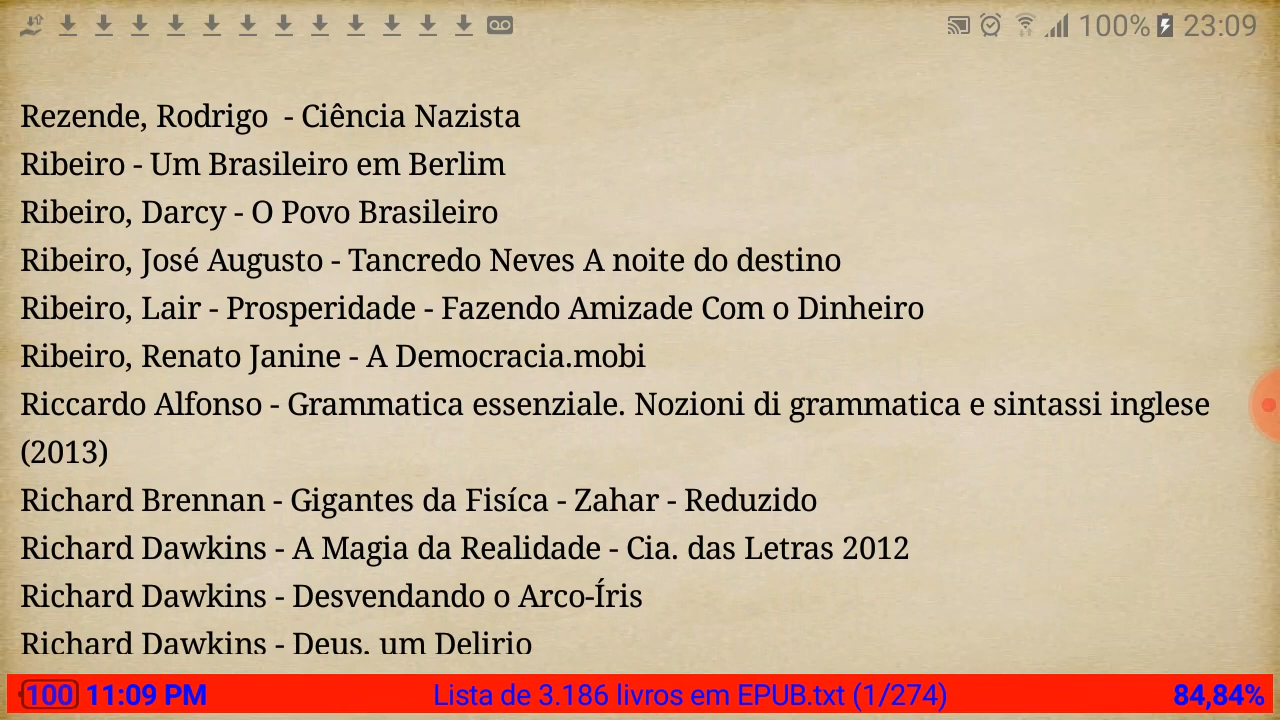 100% 23:09
Rezende, Rodrigo  - Ciência Nazista
Ribeiro - Um Brasileiro em Berlim
Ribeiro, Darcy - O Povo Brasileiro
Ribeiro, José Augusto - Tancredo Neves A noite do destino
Ribeiro, Lair - Prosperidade - Fazendo Amizade Com o Dinheiro
Ribeiro, Renato Janine - A Democracia.mobi
Riccardo Alfonso - Grammatica essenziale. Nozioni di grammatica e sintassi inglese
(2013)
Richard Brennan - Gigantes da Fisíca - Zahar - Reduzido
Richard Dawkins - A Magia da Realidade - Cia. das Letras 2012
Richard Dawkins - Desvendando o Arco-Íris
Richard Dawkins - Deus, um Delirio
100 11:09 PM Lista de 3.186 livros em EPUB.txt (1/274) 84,84%